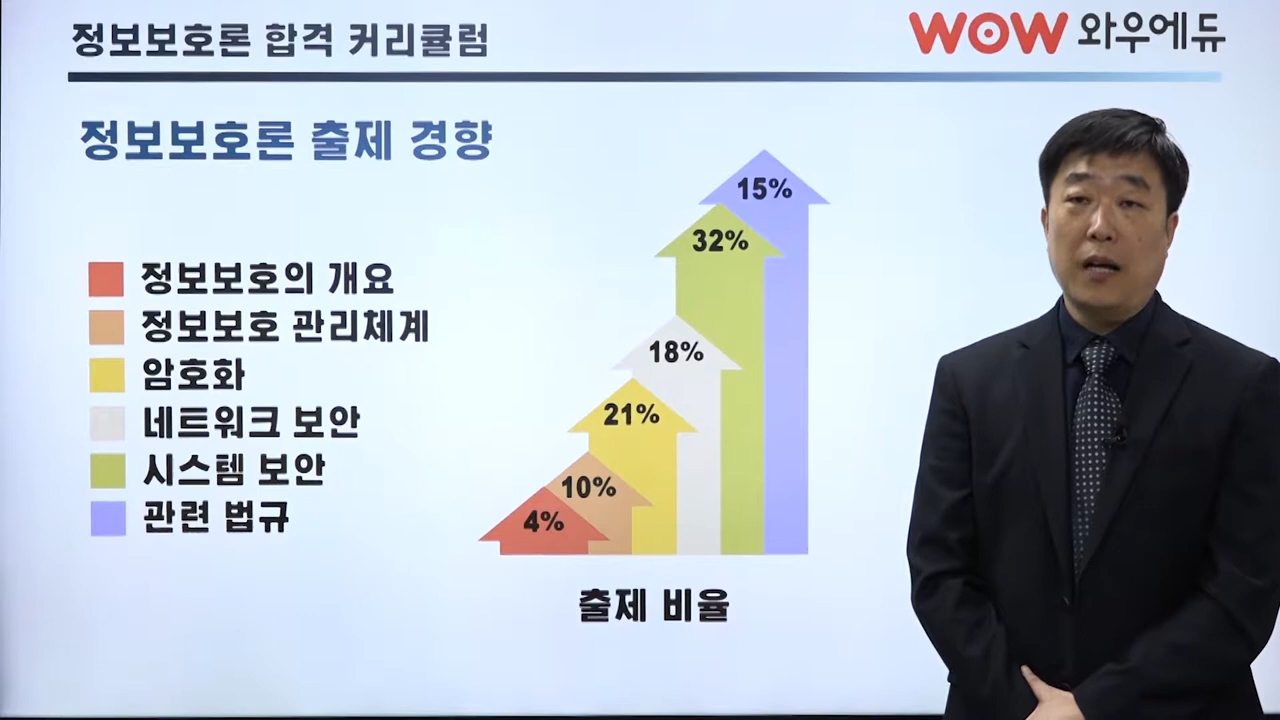 정보보호론 합격 커리큘럼
WOW 와우에듀
정보보호론 출제 경향
정보보호의 개요
정보보호 관리체계
암호화
네트워크 보안
시스템 보안
관련 법규
15%
32%
18%
21%
10%
4%
출제 비율